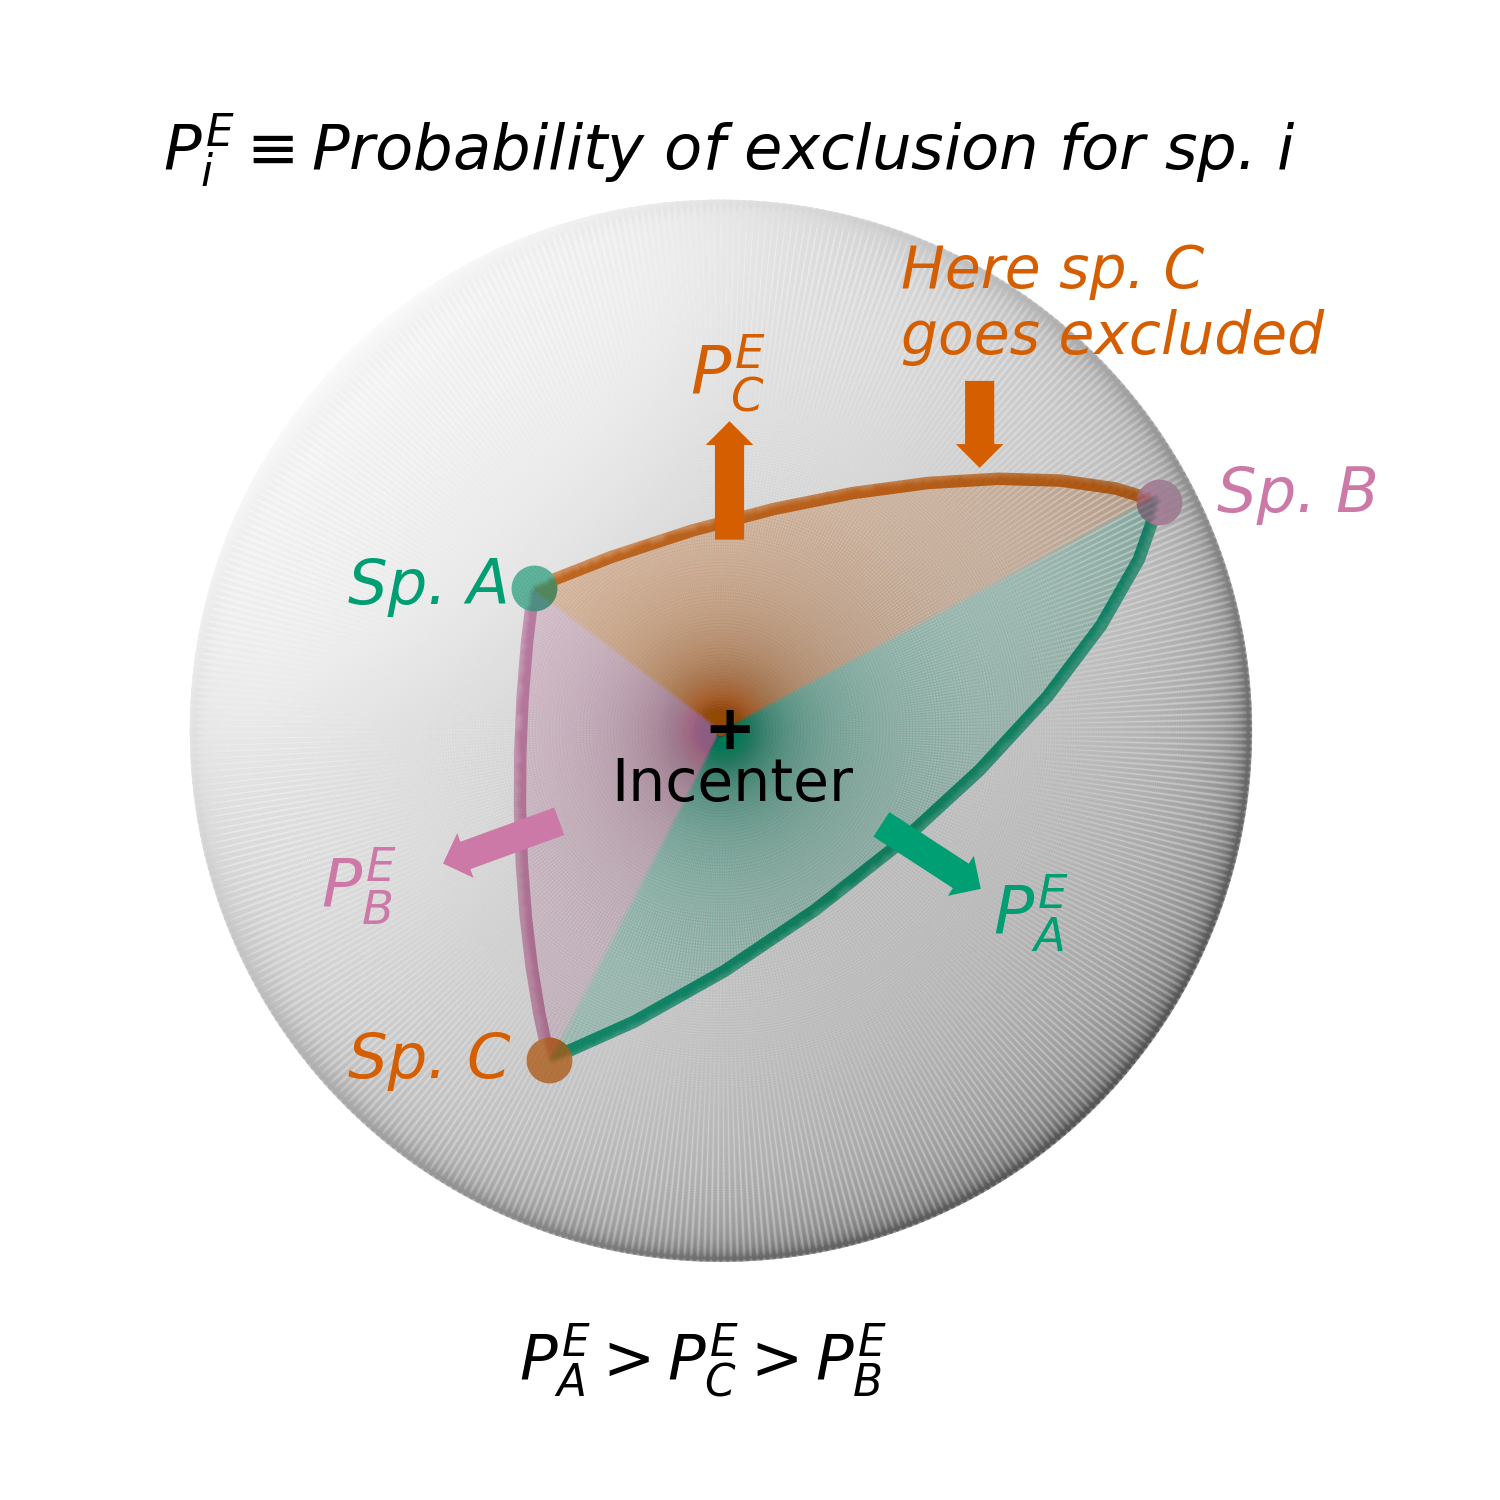 P_i^E ≡ Probability of exclusion for sp. i
Here sp. C
goes excluded
P_C^E
Sp. B
Sp. A
+
Incenter
P_B^E
P_A^E
Sp. C
P_A^E > P_C^E > P_B^E